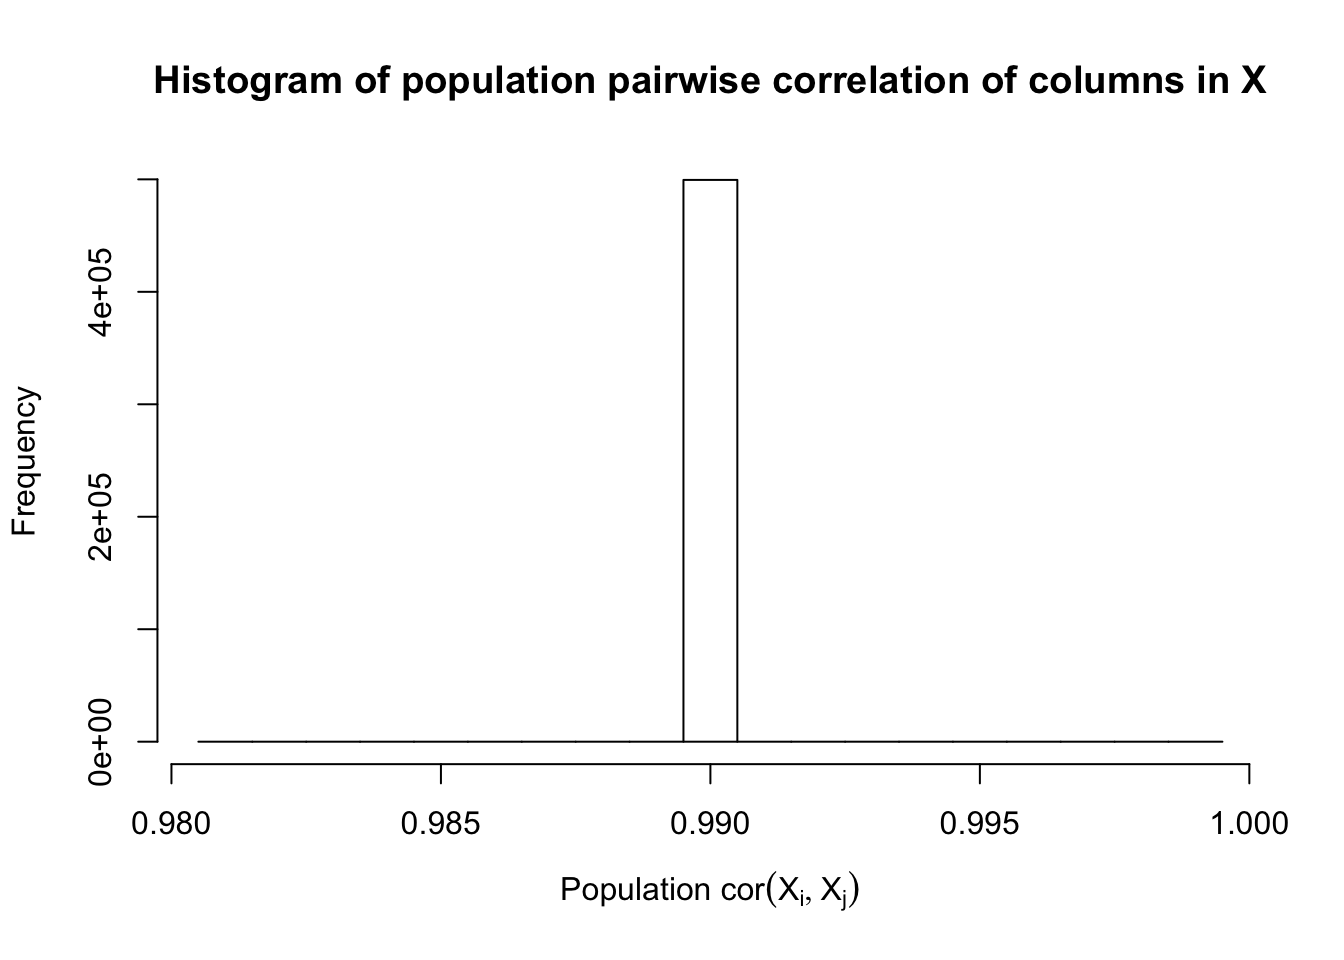 Histogram of population pairwise correlation of columns in X
Frequency
4e+05
2e+05
0e+00
0.980 0.985 0.990 0.995 1.000
Population cor(Xi, Xj)